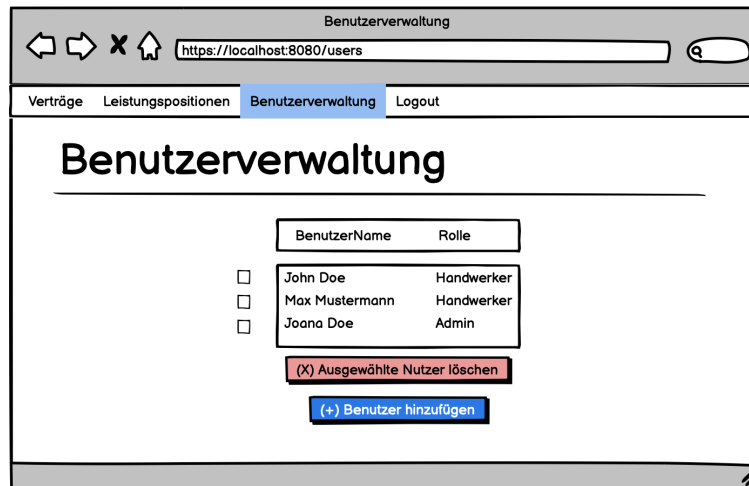 Benutzerverwaltung
https://localhost:8080/users
Verträge Leistungspositionen Benutzerverwaltung Logout
Benutzerverwaltung
BenutzerName Rolle
John Doe Handwerker
Max Mustermann Handwerker
Joana Doe Admin
(X) Ausgewählte Nutzer löschen
(+) Benutzer hinzufügen